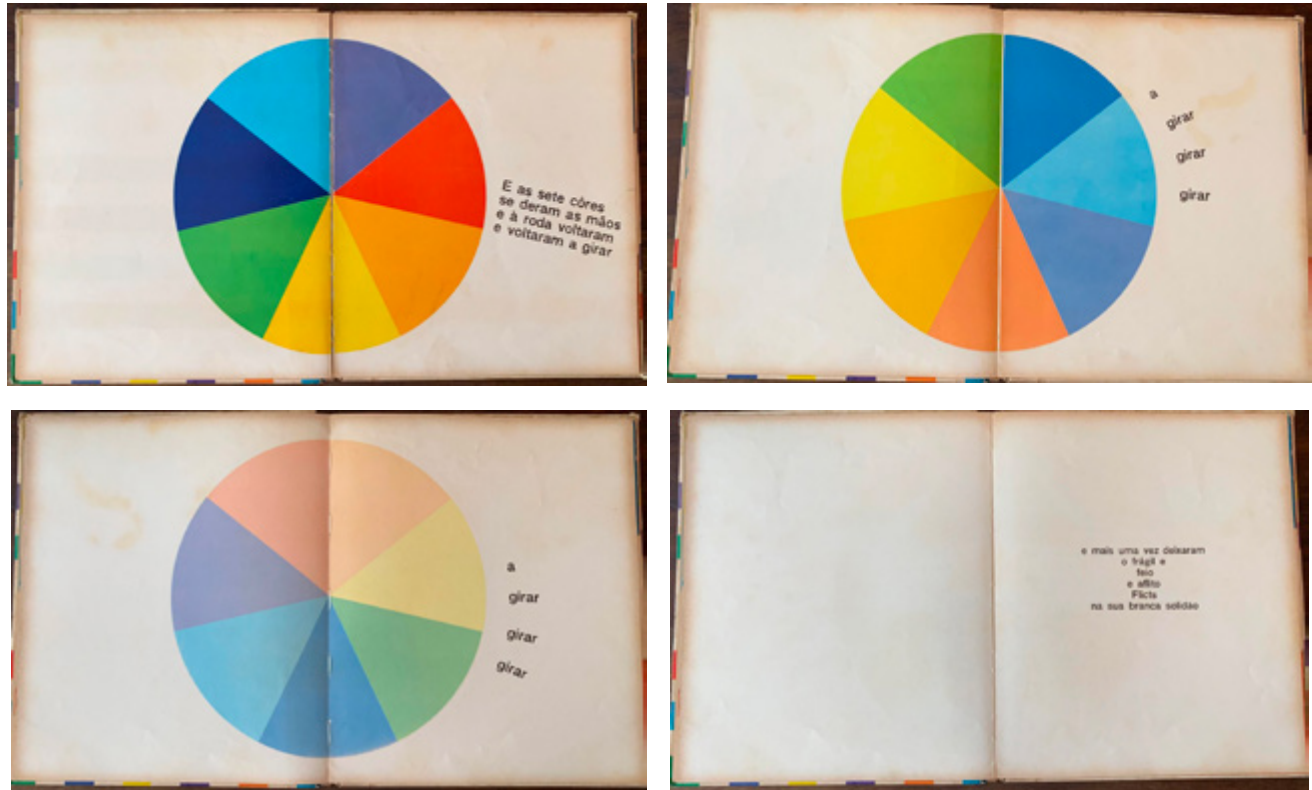 E as sete côres
se deram as mãos
e à roda voltaram
e voltaram a girar
a
girar
girar
girar
a
girar
girar
girar
e mais uma vez deixaram
o frágil e
feio
e aflito
Flicts
na sua branca solidão